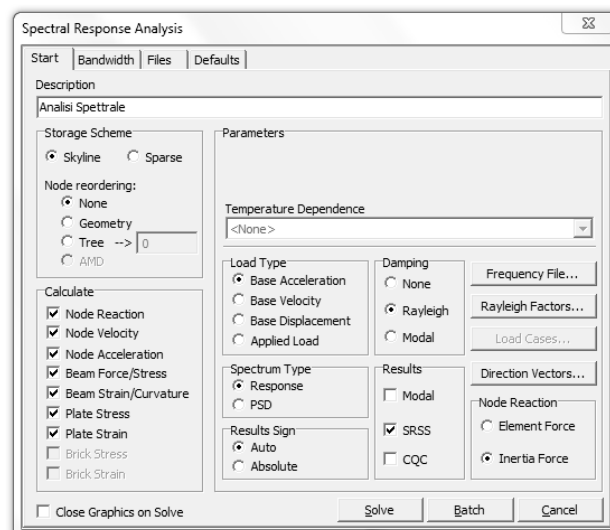 Spectral Response Analysis
Start Bandwidth Files Defaults
Description
Analisi Spettrale
Storage Scheme
Skyline Sparse
Node reordering:
None
Geometry
Tree --> 0
AMD
Calculate
Node Reaction
Node Velocity
Node Acceleration
Beam Force/Stress
Beam Strain/Curvature
Plate Stress
Plate Strain
Brick Stress
Brick Strain
Parameters
Temperature Dependence
<None>
Load Type
Base Acceleration
Base Velocity
Base Displacement
Applied Load
Damping
None
Rayleigh
Modal
Frequency File...
Rayleigh Factors...
Load Cases...
Direction Vectors...
Spectrum Type
Response
PSD
Results Sign
Auto
Absolute
Results
Modal
SRSS
CQC
Node Reaction
Element Force
Inertia Force
Close Graphics on Solve
Solve Batch Cancel